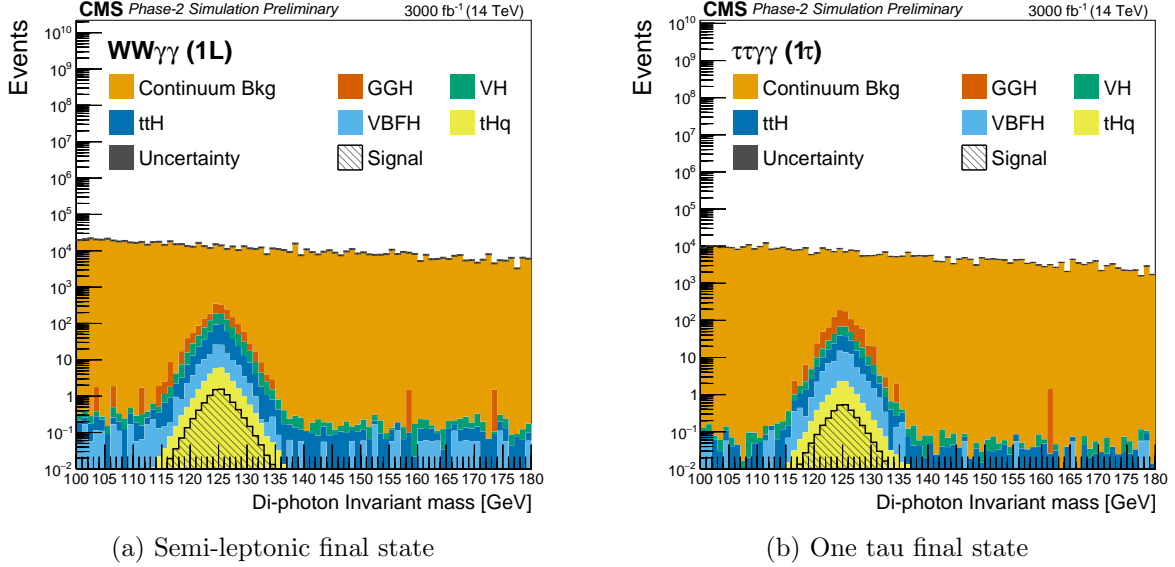 CMS Phase-2 Simulation Preliminary 3000 fb⁻¹ (14 TeV)
Events
WWγγ (1L)
Continuum Bkg GGH VH
ttH VBFH tHq
Uncertainty Signal
10¹⁰
10⁹
10⁸
10⁷
10⁶
10⁵
10⁴
10³
10²
10
1
10⁻¹
10⁻²
100 105 110 115 120 125 130 135 140 145 150 155 160 165 170 175 180
Di-photon Invariant mass [GeV]
(a) Semi-leptonic final state
CMS Phase-2 Simulation Preliminary 3000 fb⁻¹ (14 TeV)
Events
ττγγ (1τ)
Continuum Bkg GGH VH
ttH VBFH tHq
Uncertainty Signal
10¹⁰
10⁹
10⁸
10⁷
10⁶
10⁵
10⁴
10³
10²
10
1
10⁻¹
10⁻²
100 105 110 115 120 125 130 135 140 145 150 155 160 165 170 175 180
Di-photon Invariant mass [GeV]
(b) One tau final state